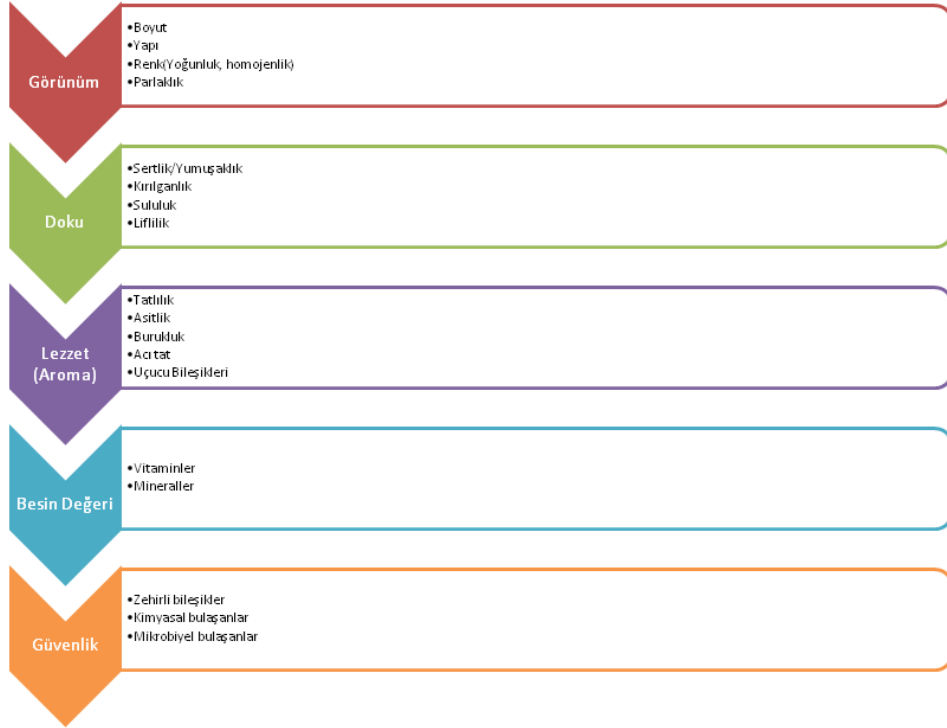 Görünüm
•Boyut
•Yapı
•Renk(Yoğunluk, homojenlik)
•Parlaklık
Doku
•Sertlik/Yumuşaklık
•Kırılganlık
•Sululuk
•Liflilik
Lezzet
(Aroma)
•Tatlılık
•Asitlik
•Burukluk
•Acı tat
•Uçucu Bileşikleri
Besin Değeri
•Vitaminler
•Mineraller
Güvenlik
•Zehirli bileşikler
•Kimyasal bulaşanlar
•Mikrobiyel bulaşanlar